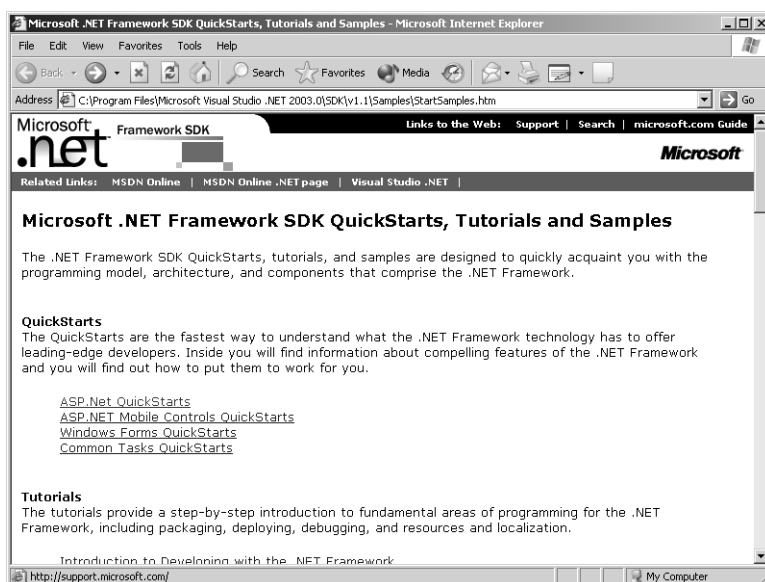 Microsoft .NET Framework SDK QuickStarts, Tutorials and Samples - Microsoft Internet Explorer
File Edit View Favorites Tools Help
Back Search Favorites Media
Address C:\Program Files\Microsoft Visual Studio .NET 2003.0\SDK\v1.1\Samples\StartSamples.htm Go
Microsoft Framework SDK Links to the Web: Support | Search | microsoft.com Guide
.net Microsoft
Related Links: MSDN Online | MSDN Online .NET page | Visual Studio .NET |
Microsoft .NET Framework SDK QuickStarts, Tutorials and Samples
The .NET Framework SDK QuickStarts, tutorials, and samples are designed to quickly acquaint you with the
programming model, architecture, and components that comprise the .NET Framework.
QuickStarts
The QuickStarts are the fastest way to understand what the .NET Framework technology has to offer
leading-edge developers. Inside you will find information about compelling features of the .NET Framework
and you will find out how to put them to work for you.
ASP.Net QuickStarts
ASP.NET Mobile Controls QuickStarts
Windows Forms QuickStarts
Common Tasks QuickStarts
Tutorials
The tutorials provide a step-by-step introduction to fundamental areas of programming for the .NET
Framework, including packaging, deploying, debugging, and resources and localization.
Introduction to Developing with the .NET Framework
http://support.microsoft.com/ My Computer